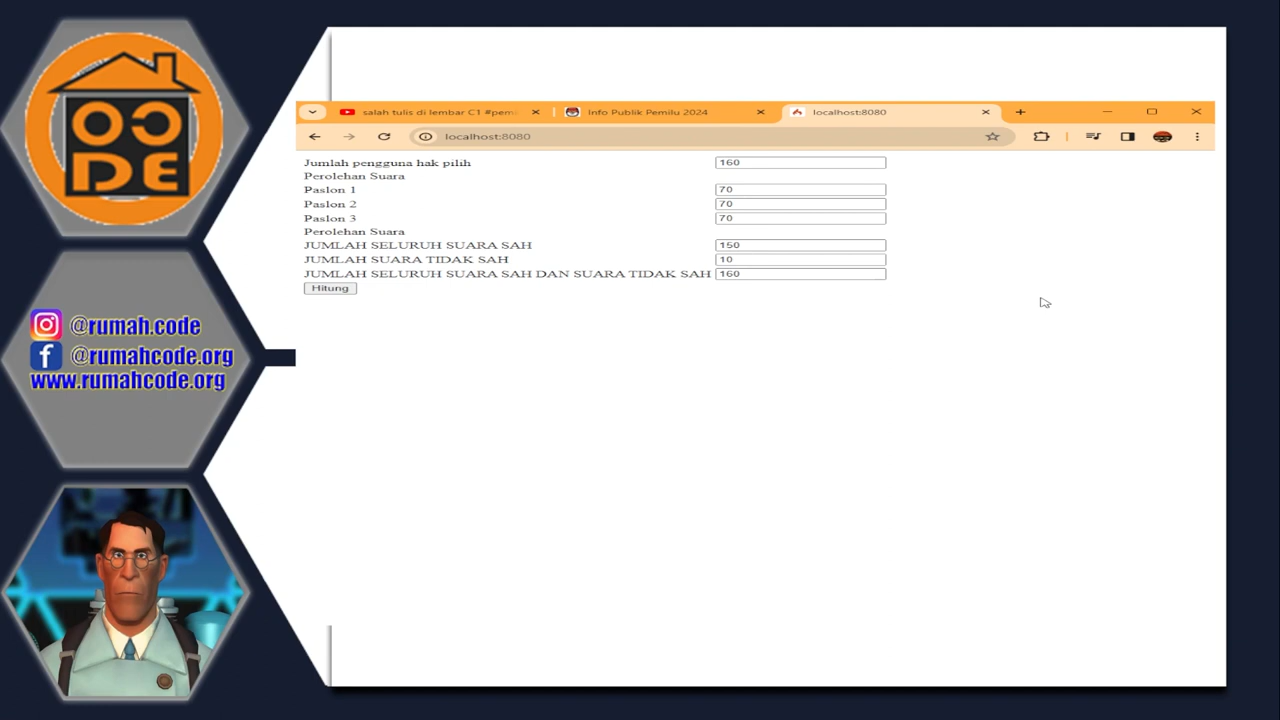 CODE
@rumah.code
@rumahcode.org
www.rumahcode.org
salah tulis di lembar C1 #pem
Info Publik Pemilu 2024
localhost:8080
localhost:8080
Jumlah pengguna hak pilih 160
Perolehan Suara
Paslon 1 70
Paslon 2 70
Paslon 3 70
Perolehan Suara
JUMLAH SELURUH SUARA SAH 150
JUMLAH SUARA TIDAK SAH 10
JUMLAH SELURUH SUARA SAH DAN SUARA TIDAK SAH 160
Hitung